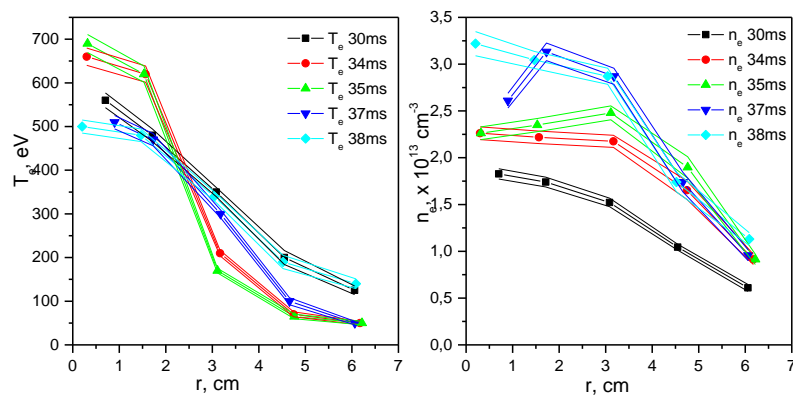 700
600
500
400
300
200
100
0
T_e, eV
0 1 2 3 4 5 6 7
r, cm
T_e 30ms
T_e 34ms
T_e 35ms
T_e 37ms
T_e 38ms
3,5
3,0
2,5
2,0
1,5
1,0
0,5
0,0
n_e, x 10^13 cm^-3
0 1 2 3 4 5 6 7
r, cm
n_e 30ms
n_e 34ms
n_e 35ms
n_e 37ms
n_e 38ms